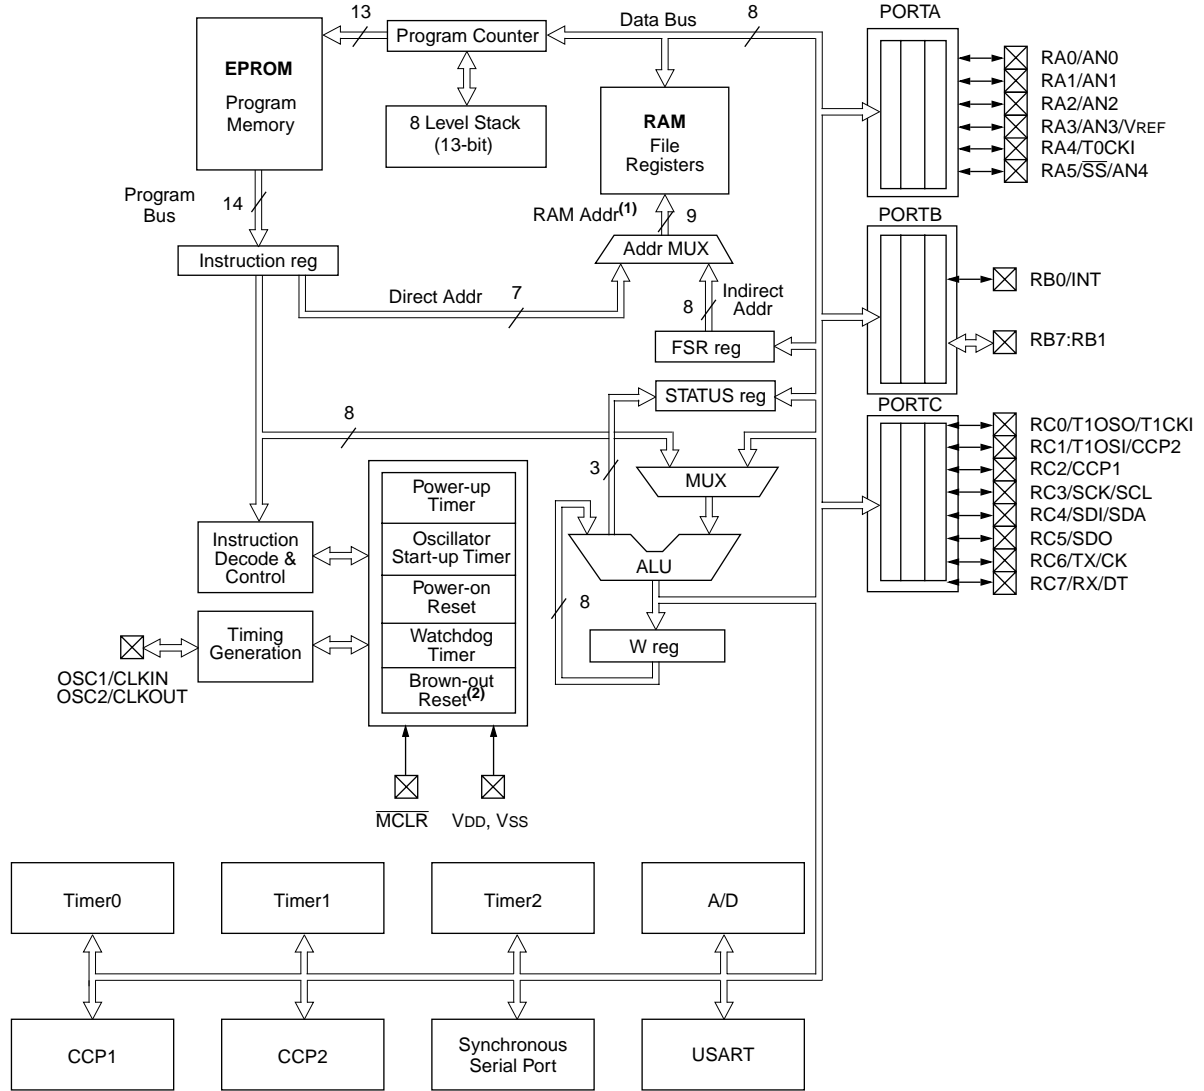 13
Data Bus
8
PORTA
Program Counter
EPROM
Program
Memory
8 Level Stack
(13-bit)
RAM
File
Registers
RA0/AN0
RA1/AN1
RA2/AN2
RA3/AN3/VREF
RA4/T0CKI
RA5/SS/AN4
Program
Bus
14
RAM Addr(1)
9
PORTB
Instruction reg
Addr MUX
Direct Addr
7
8
Indirect
Addr
RB0/INT
RB7:RB1
FSR reg
STATUS reg
PORTC
8
3
MUX
RC0/T1OSO/T1CKI
RC1/T1OSI/CCP2
RC2/CCP1
RC3/SCK/SCL
RC4/SDI/SDA
RC5/SDO
RC6/TX/CK
RC7/RX/DT
Power-up
Timer
Instruction
Decode &
Control
Oscillator
Start-up Timer
ALU
Power-on
Reset
8
Timing
Generation
Watchdog
Timer
W reg
OSC1/CLKIN
OSC2/CLKOUT
Brown-out
Reset(2)
MCLR
VDD, VSS
Timer0
Timer1
Timer2
A/D
CCP1
CCP2
Synchronous
Serial Port
USART